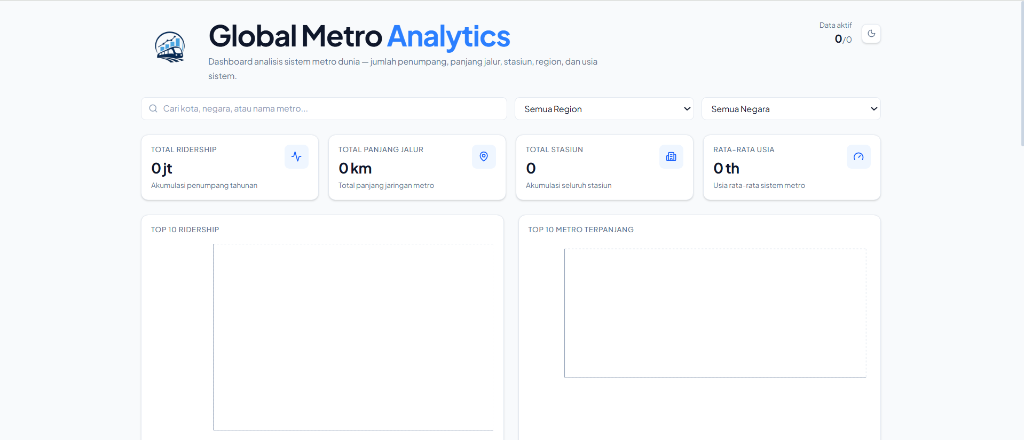 Global Metro Analytics
Data aktif
0/0
Dashboard analisis sistem metro dunia — jumlah penumpang, panjang jalur, stasiun, region, dan usia
sistem.
Cari kota, negara, atau nama metro...
Semua Region
Semua Negara
TOTAL RIDERSHIP
0 jt
Akumulasi penumpang tahunan
TOTAL PANJANG JALUR
0 km
Total panjang jaringan metro
TOTAL STASIUN
0
Akumulasi seluruh stasiun
RATA-RATA USIA
0 th
Usia rata-rata sistem metro
TOP 10 RIDERSHIP
TOP 10 METRO TERPANJANG